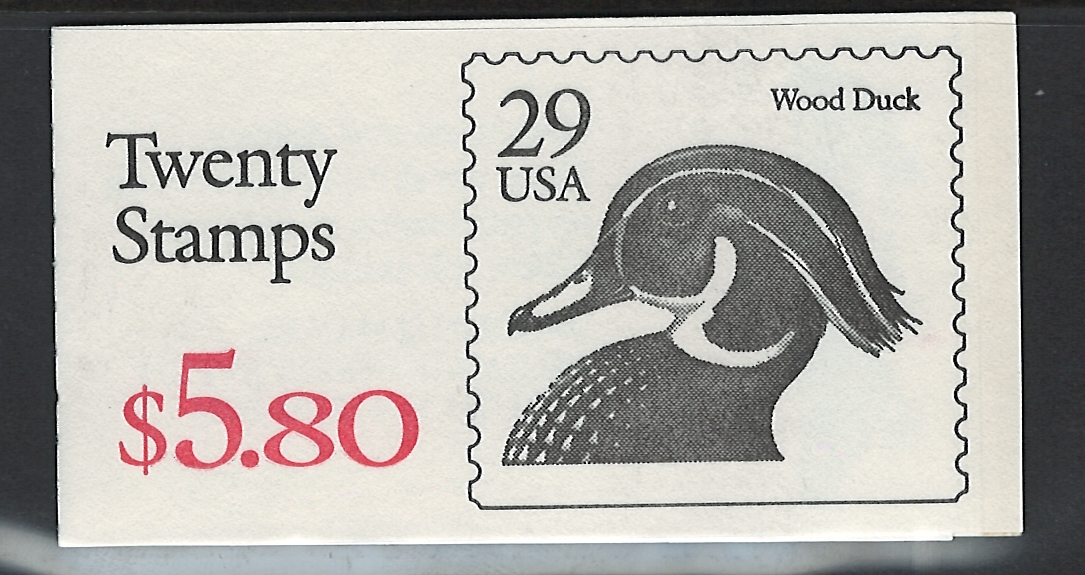 Twenty
Stamps
$5.80
29
USA
Wood Duck